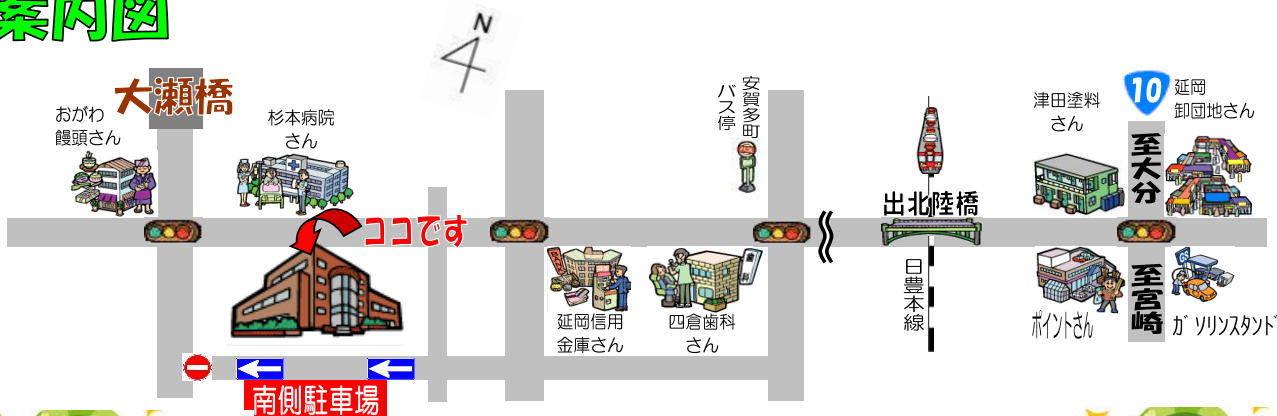 案内図
N
大瀬橋
おがわ
饅頭さん
杉本病院
さん
ココです
安賀多町
バス停
津田塗料
さん
10
延岡
卸団地さん
至大分
出北陸橋
日豊本線
BANK
延岡信用
金庫さん
歯科
四倉歯科
さん
ポイントさん
至宮崎
GS
ガソリンスタンド
南側駐車場